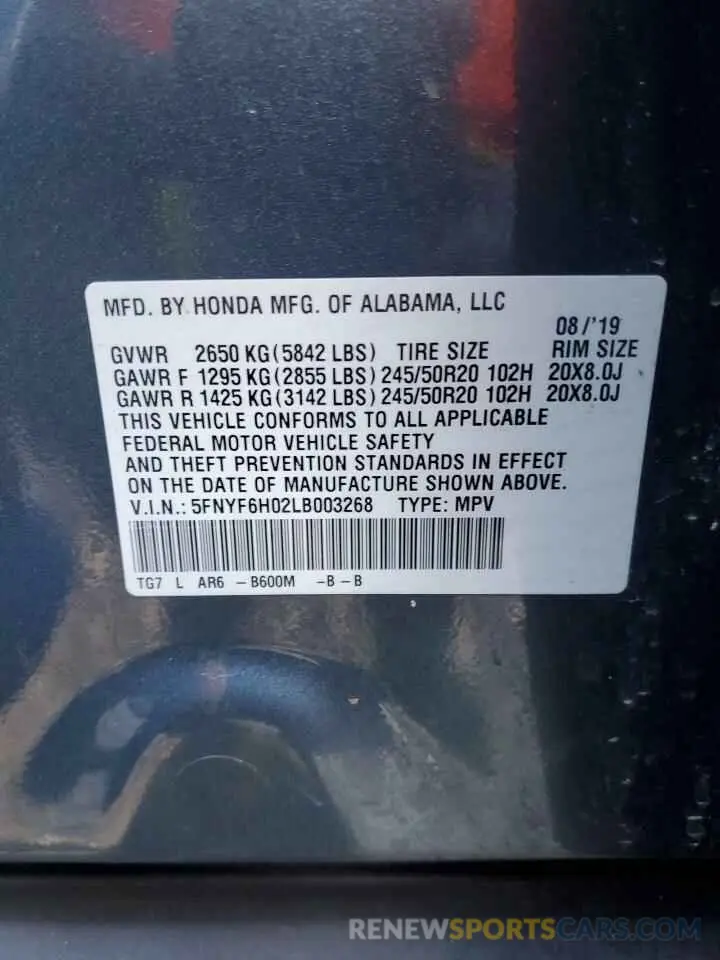 MFD. BY HONDA MFG. OF ALABAMA, LLC
08/'19
GVWR 2650 KG (5842 LBS) TIRE SIZE RIM SIZE
GAWR F 1295 KG (2855 LBS) 245/50R20 102H 20X8.0J
GAWR R 1425 KG (3142 LBS) 245/50R20 102H 20X8.0J
THIS VEHICLE CONFORMS TO ALL APPLICABLE
FEDERAL MOTOR VEHICLE SAFETY
AND THEFT PREVENTION STANDARDS IN EFFECT
ON THE DATE OF MANUFACTURE SHOWN ABOVE.
V.I.N.: 5FNYF6H02LB003268 TYPE: MPV
TG7 L AR6 -B600M -B-B
RENEWSPORTSCARS.COM